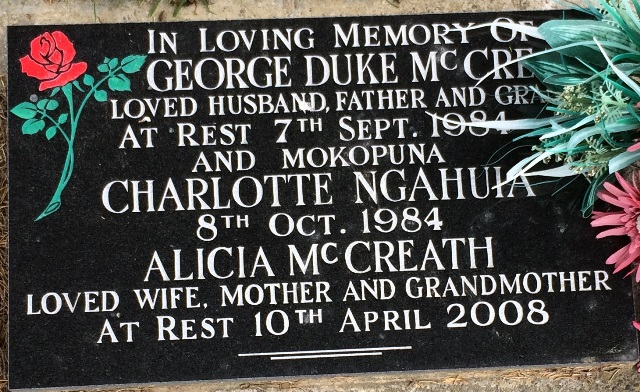 IN LOVING MEMORY OF
GEORGE DUKE MCCRE
LOVED HUSBAND, FATHER AND
AT REST 7TH SEPT. 1984
AND MOKOPUNA
CHARLOTTE NGAHUIA
8TH OCT. 1984
ALICIA MCCREATH
LOVED WIFE, MOTHER AND GRANDMOTHER
AT REST 10TH APRIL 2008